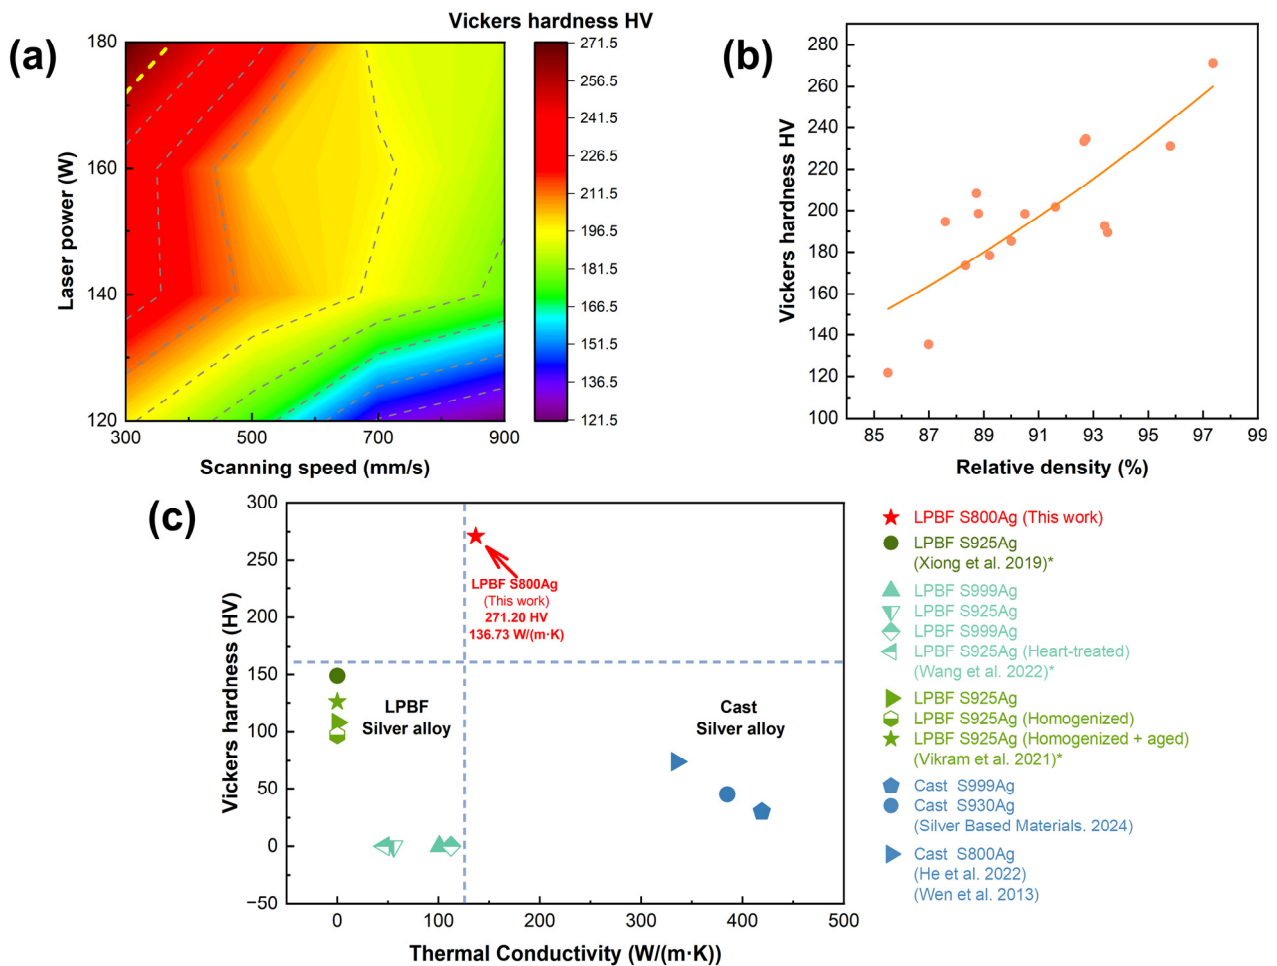 (a)
Vickers hardness HV
180
160
140
120
Laser power (W)
300
500
700
900
Scanning speed (mm/s)
271.5
256.5
241.5
226.5
211.5
196.5
181.5
166.5
151.5
136.5
121.5
(b)
280
260
240
220
200
180
160
140
120
100
Vickers hardness HV
85
87
89
91
93
95
97
99
Relative density (%)
(c)
300
250
200
150
100
50
0
−50
Vickers hardness (HV)
LPBF S800Ag
(This work)
271.20 HV
136.73 W/(m·K)
LPBF
Silver alloy
Cast
Silver alloy
0
100
200
300
400
500
Thermal Conductivity (W/(m·K))
LPBF S800Ag (This work)
LPBF S925Ag
(Xiong et al. 2019)*
LPBF S999Ag
LPBF S925Ag
LPBF S999Ag
LPBF S925Ag (Heart-treated)
(Wang et al. 2022)*
LPBF S925Ag
LPBF S925Ag (Homogenized)
LPBF S925Ag (Homogenized + aged)
(Vikram et al. 2021)*
Cast S999Ag
Cast S930Ag
(Silver Based Materials. 2024)
Cast S800Ag
(He et al. 2022)
(Wen et al. 2013)